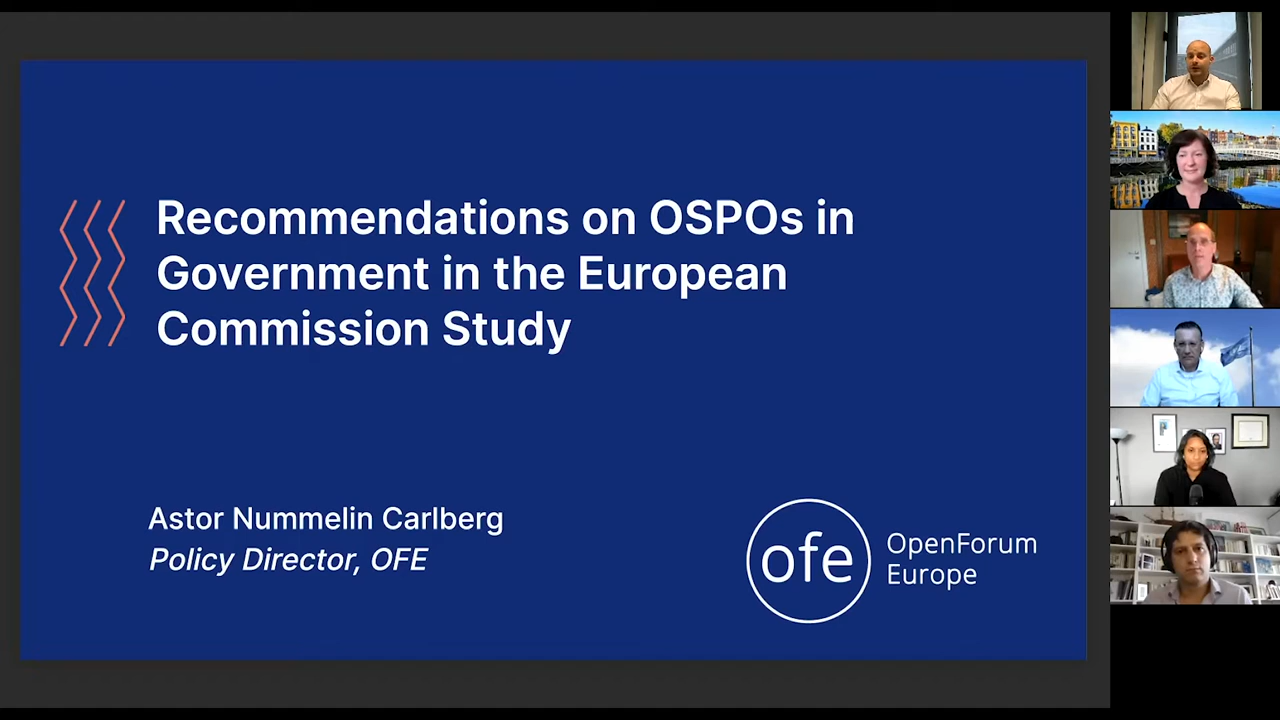 Recommendations on OSPOs in
Government in the European
Commission Study
Astor Nummelin Carlberg
Policy Director, OFE
ofe
OpenForum
Europe